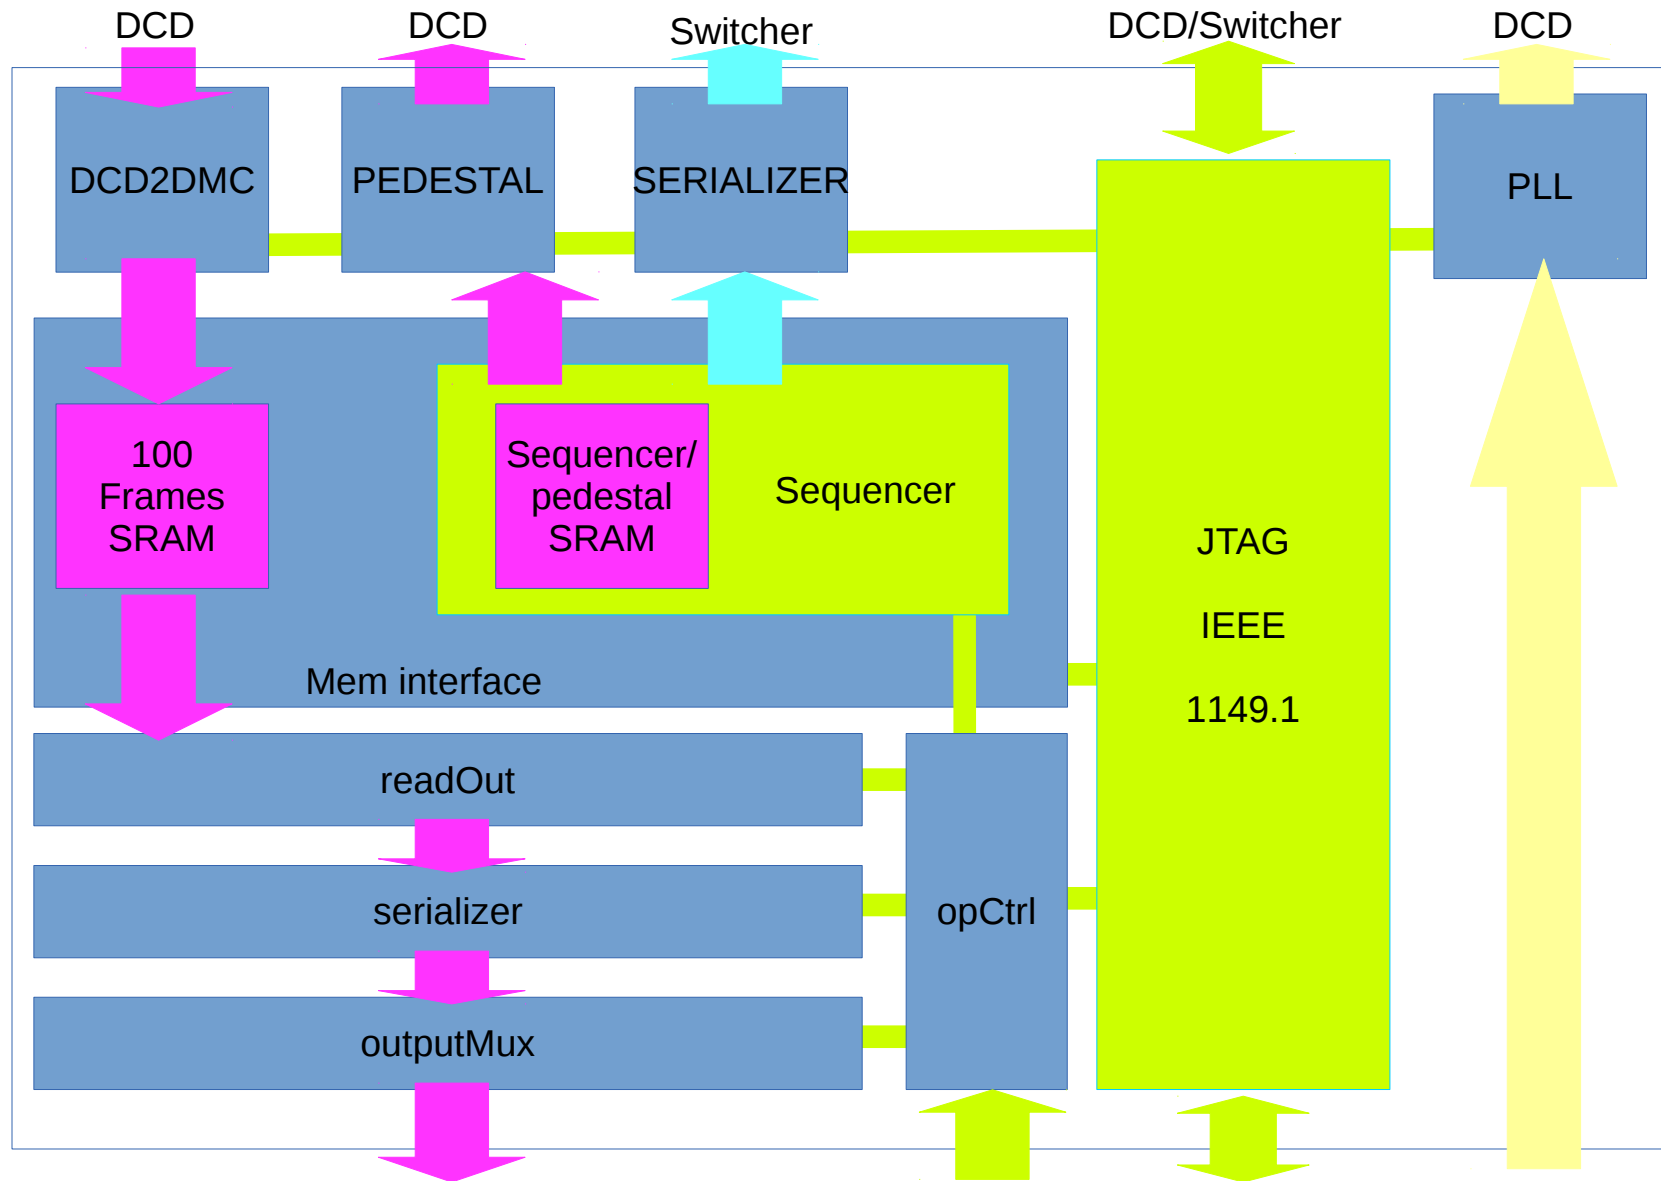 DCD
DCD
Switcher
DCD/Switcher
DCD
DCD2DMC
PEDESTAL
SERIALIZER
PLL
100
Frames
SRAM
Sequencer/
pedestal
SRAM
Sequencer
JTAG
IEEE
1149.1
Mem interface
readOut
serializer
opCtrl
outputMux